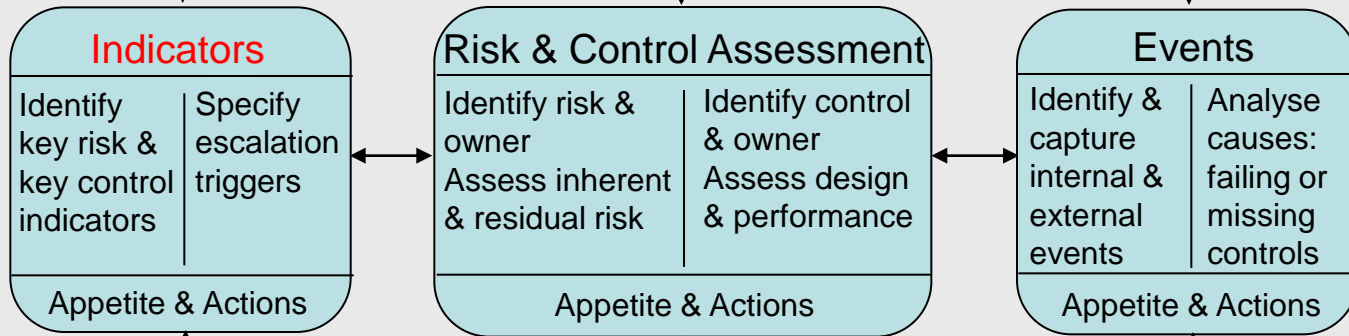 Indicators
Identify
key risk &
key control
indicators
Specify
escalation
triggers
Appetite & Actions
Risk & Control Assessment
Identify risk &
owner
Assess inherent
& residual risk
Identify control
& owner
Assess design
& performance
Appetite & Actions
Events
Identify &
capture
internal &
external
events
Analyse
causes:
failing or
missing
controls
Appetite & Actions